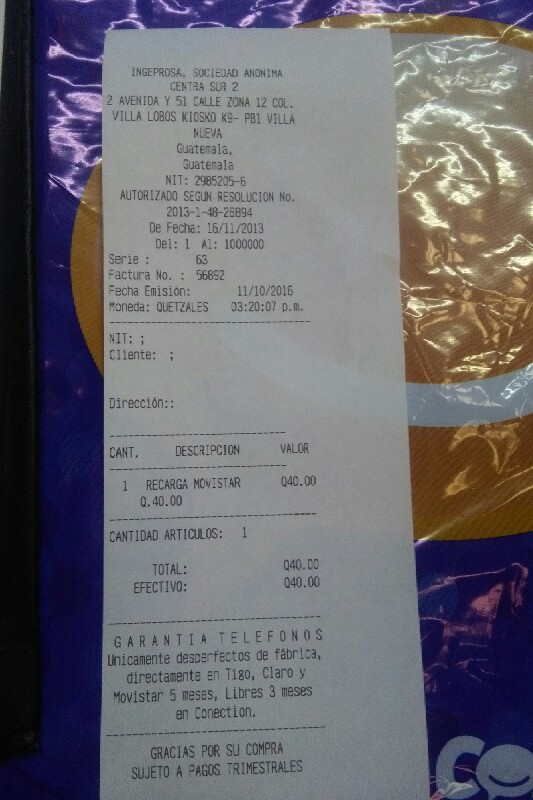 INGEPROSA, SOCIEDAD ANONIMA
CENTRA SUR 2
2 AVENIDA Y 51 CALLE ZONA 12 COL.
VILLA LOBOS KIOSKO K9- PB1 VILLA
NUEVA
Guatemala,
Guatemala
NIT: 2985205-6
AUTORIZADO SEGUN RESOLUCION No.
2013-1-48-26894
De Fecha: 16/11/2013
Del: 1 Al: 1000000
Serie : 63
Factura No. : 56892
Fecha Emisión: 11/10/2016
Moneda: QUETZALES 03:20:07 p.m.
NIT: ;
Cliente: ;
Dirección::
CANT. DESCRIPCION VALOR
1 RECARGA MOVISTAR Q40.00
Q.40.00
CANTIDAD ARTICULOS: 1
TOTAL: Q40.00
EFECTIVO: Q40.00
GARANTIA TELEFONOS
Unicamente desperfectos de fábrica,
directamente en Tigo, Claro y
Movistar 5 meses, Libres 3 meses
en Conection.
GRACIAS POR SU COMPRA
SUJETO A PAGOS TRIMESTRALES